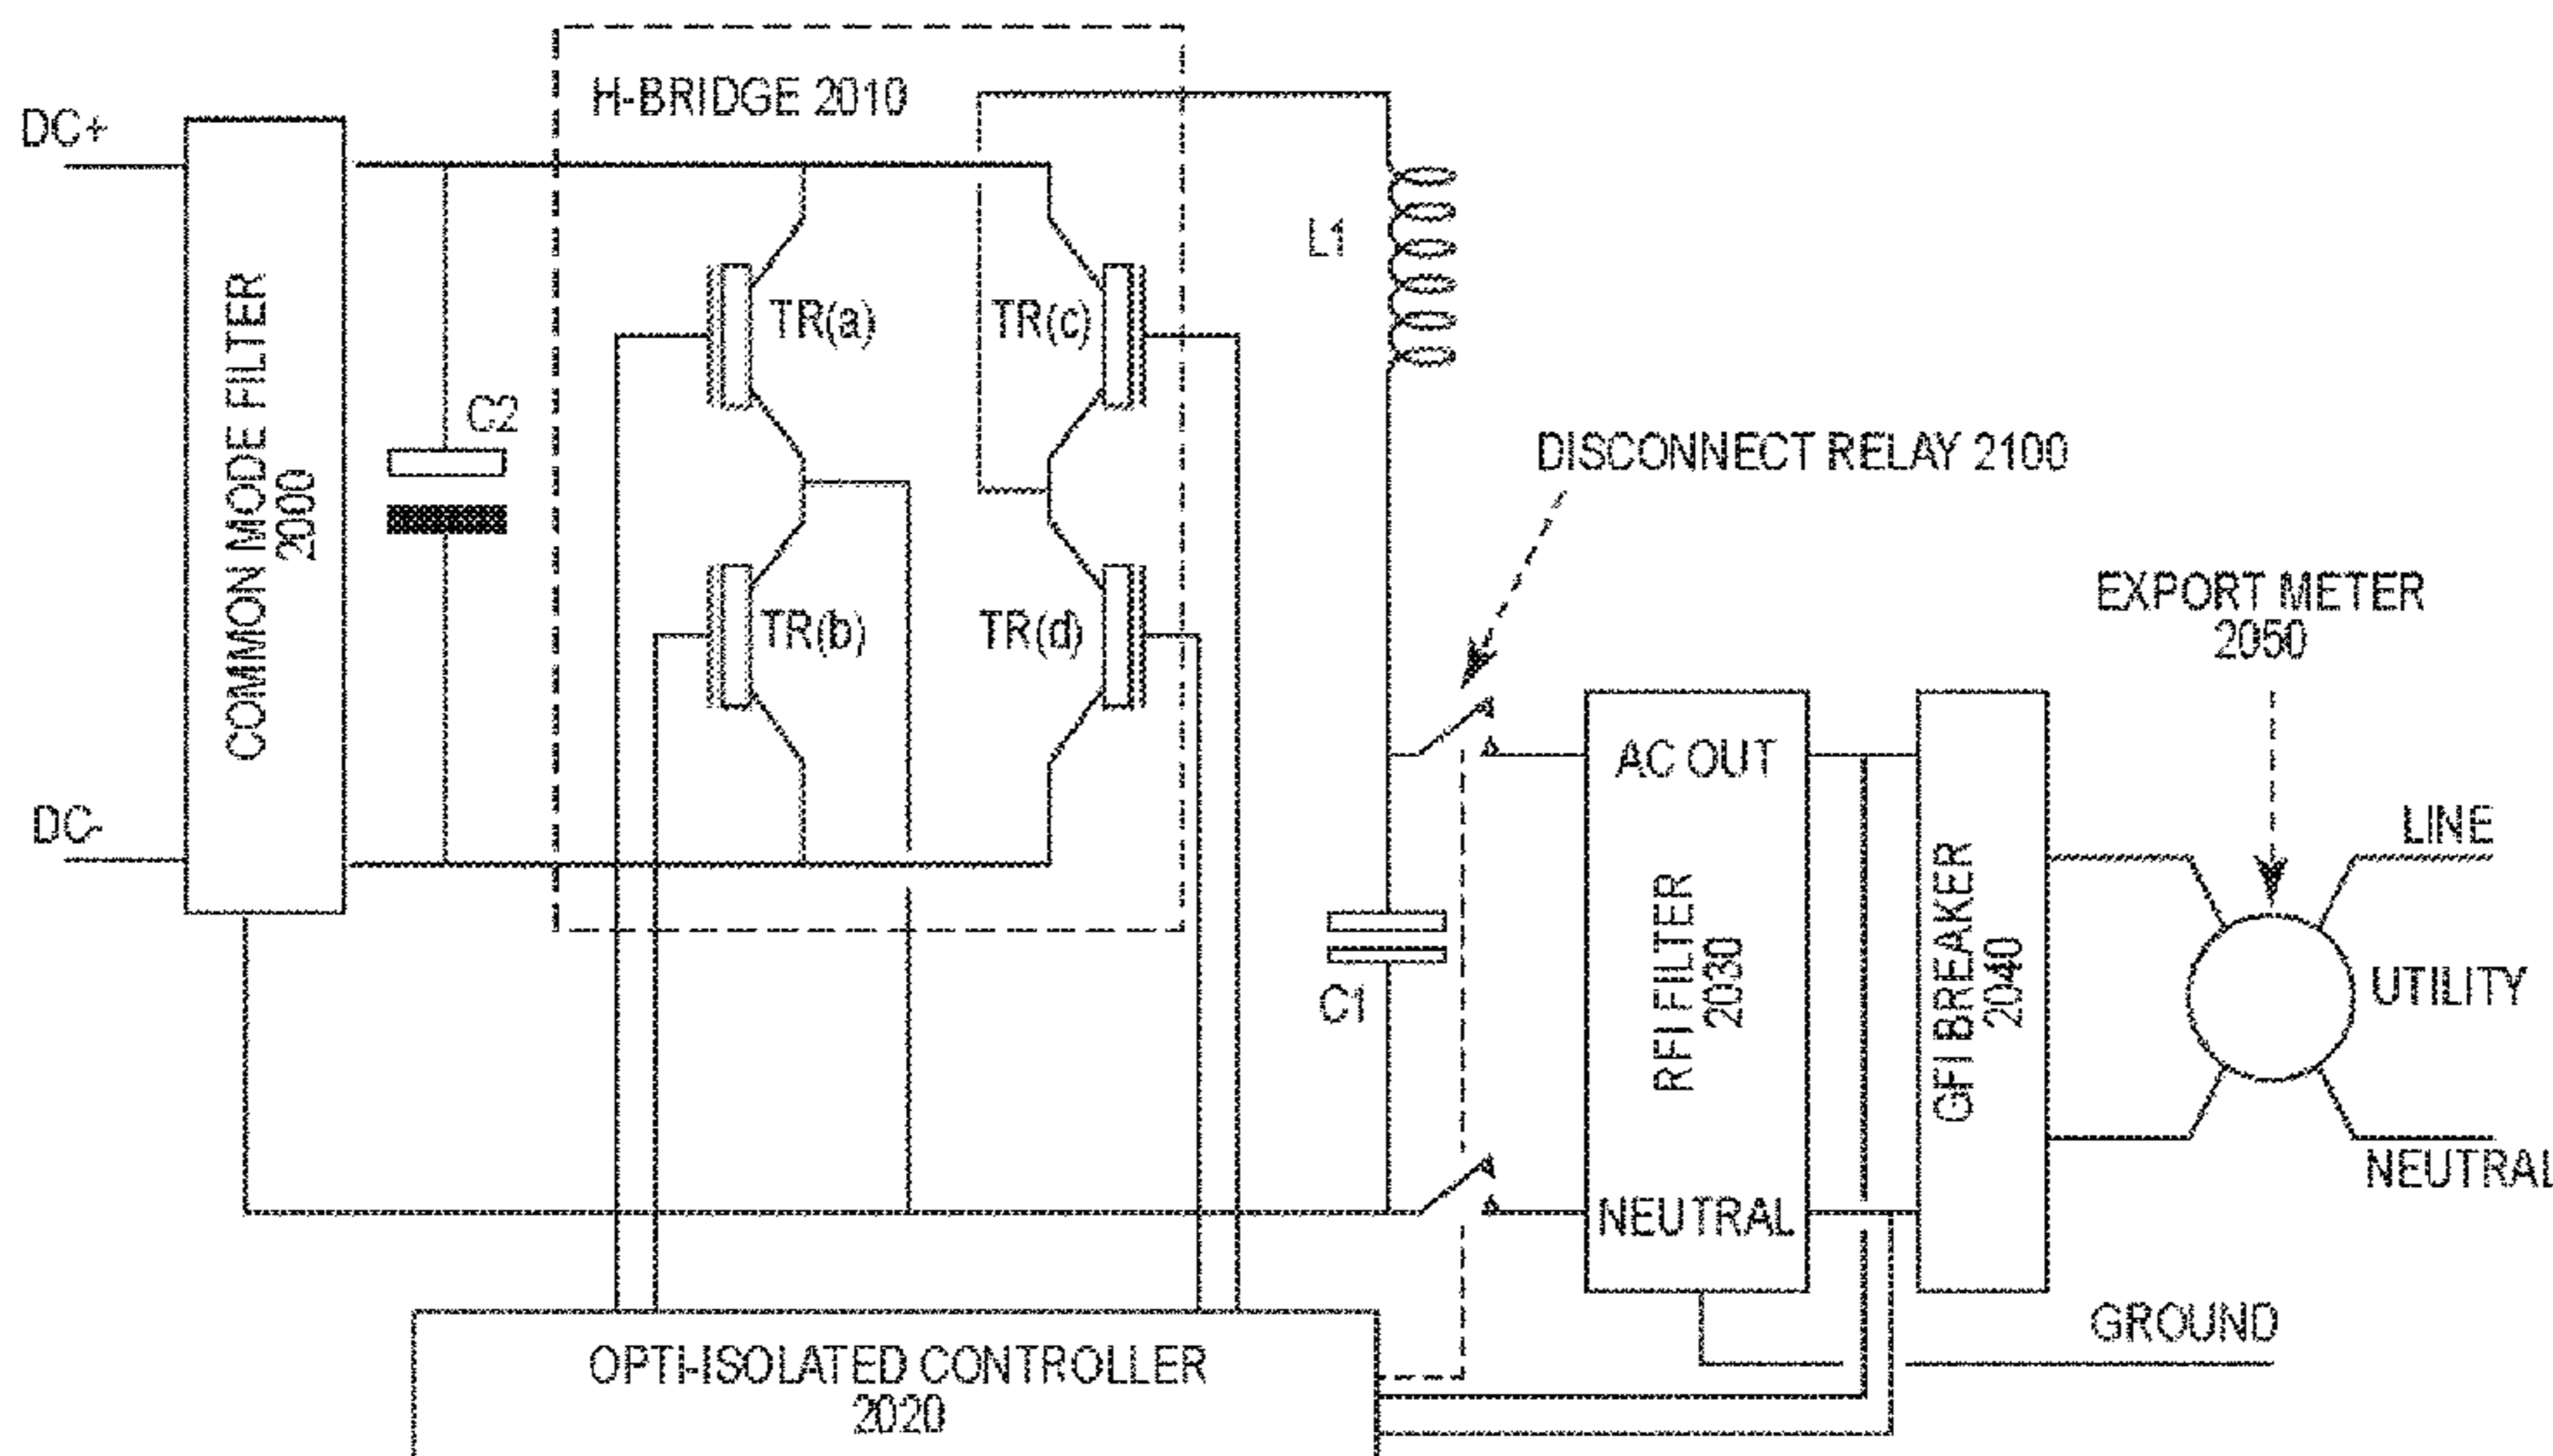 H-BRIDGE 2010
DC+
L1
TR(a)
TR(c)
C2
COMMON MODE FILTER
2000
DISCONNECT RELAY 2100
EXPORT METER
2050
TR(b)
TR(d)
AC OUT
DC-
LINE
RFI FILTER
2030
GFI BREAKER
2040
UTILITY
C1
NEUTRAL
NEUTRAL
GROUND
OPTI-ISOLATED CONTROLLER
2020